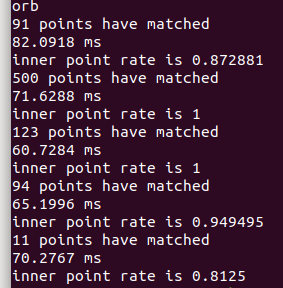 orb
91 points have matched
82.0918 ms
inner point rate is 0.872881
500 points have matched
71.6288 ms
inner point rate is 1
123 points have matched
60.7284 ms
inner point rate is 1
94 points have matched
65.1996 ms
inner point rate is 0.949495
11 points have matched
70.2767 ms
inner point rate is 0.8125